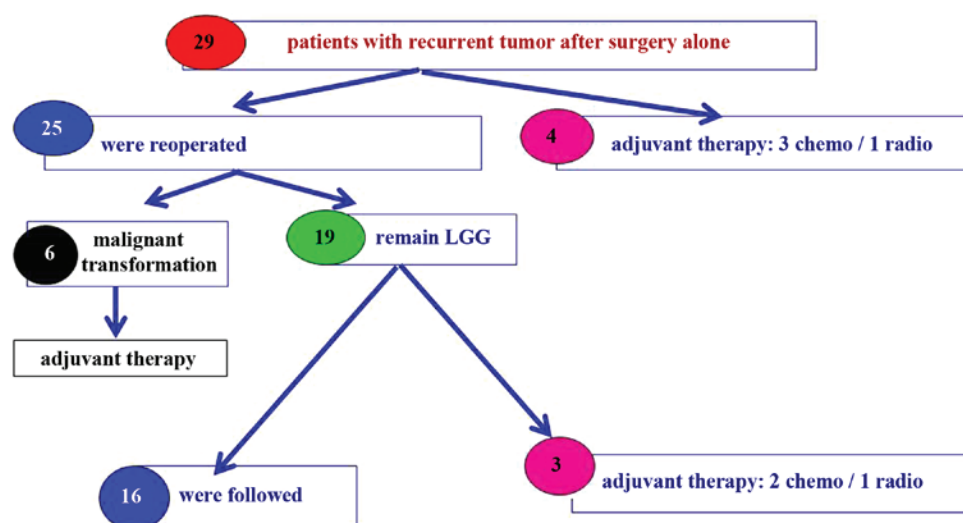 29 patients with recurrent tumor after surgery alone
25 were reoperated
4 adjuvant therapy: 3 chemo / 1 radio
6 malignant
transformation
19 remain LGG
adjuvant therapy
16 were followed
3 adjuvant therapy: 2 chemo / 1 radio